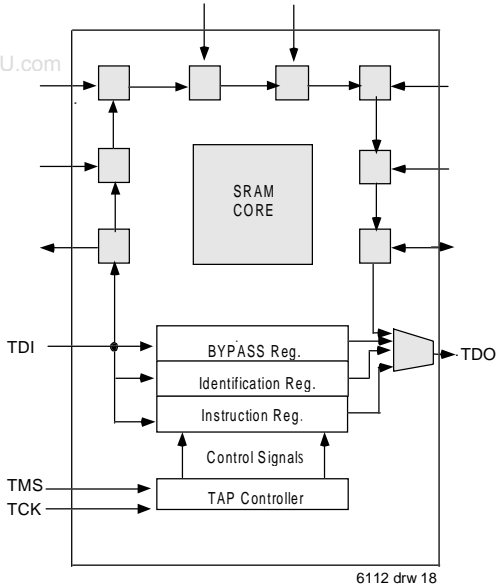 U.com
SRAM
CORE
TDI
BYPASS Reg.
TDO
Identification Reg.
Instruction Reg.
Control Signals
TMS
TAP Controller
TCK
6112 drw 18